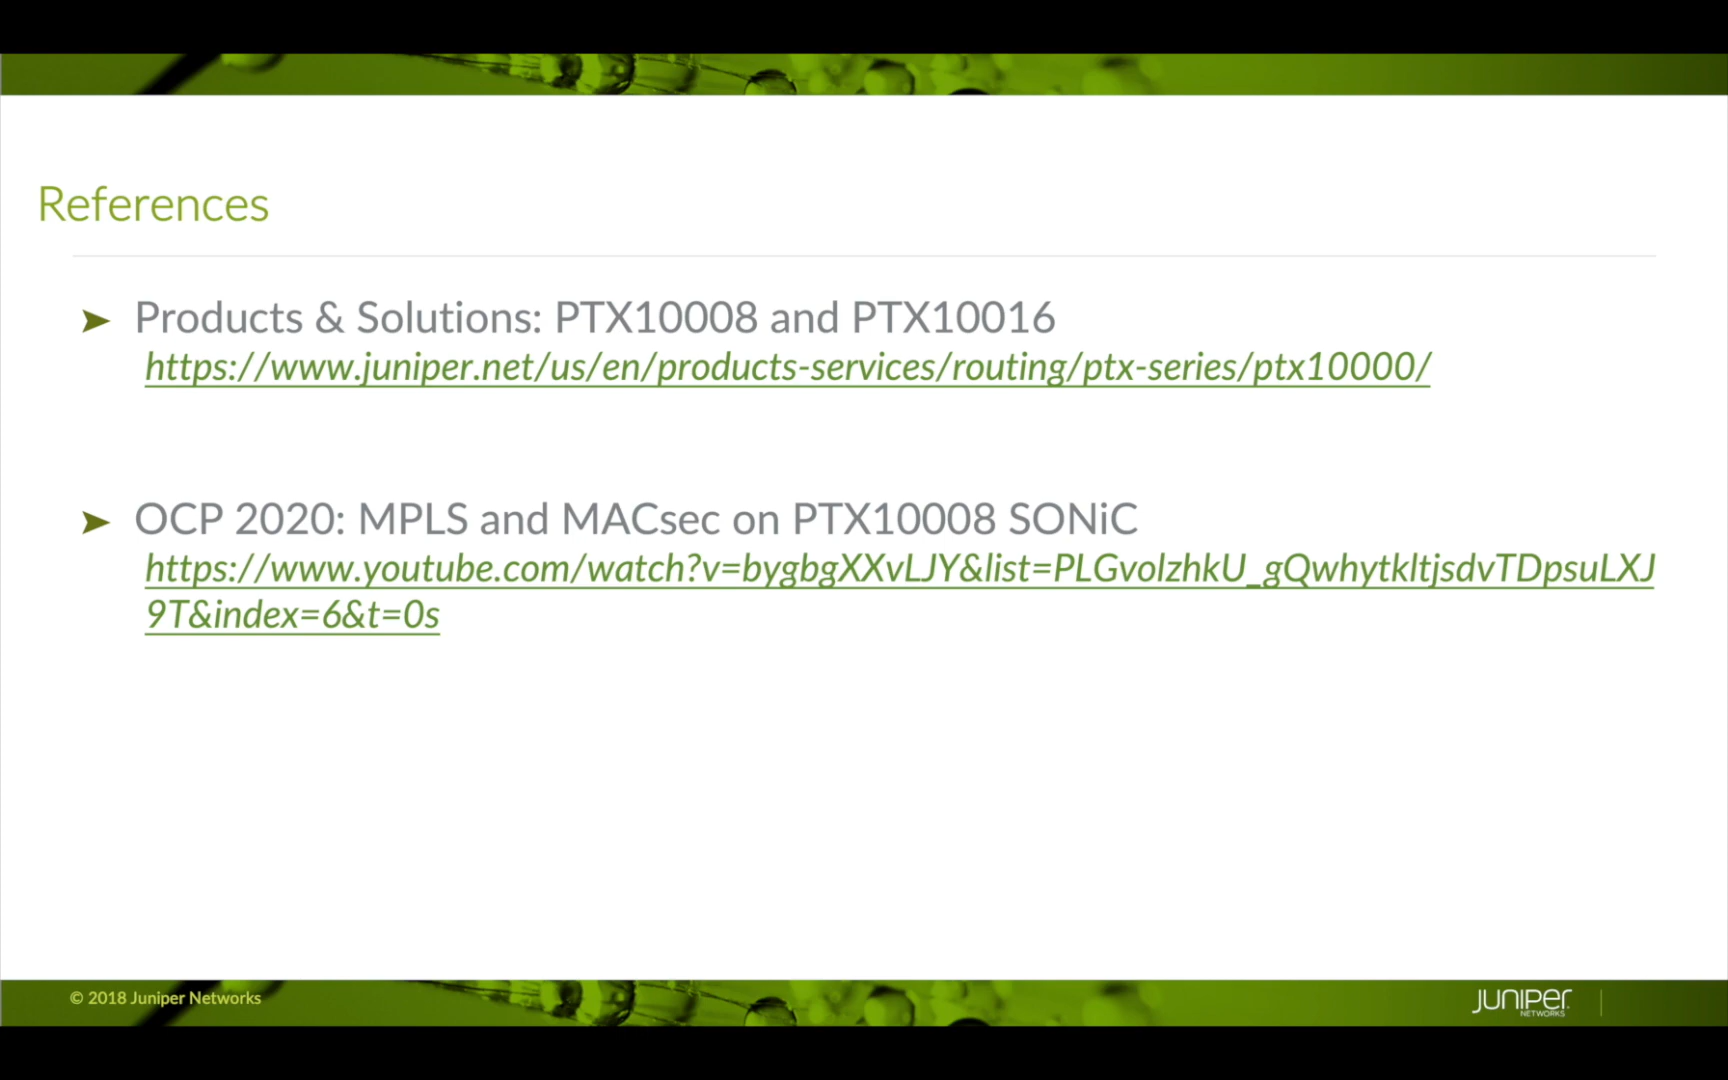 References
➤ Products & Solutions: PTX10008 and PTX10016
https://www.juniper.net/us/en/products-services/routing/ptx-series/ptx10000/
➤ OCP 2020: MPLS and MACsec on PTX10008 SONiC
https://www.youtube.com/watch?v=bygbgXXvLJY&list=PLGvolzhkU_gQwhytkltjsdvTDpsuLXJ
9T&index=6&t=0s
© 2018 Juniper Networks
JUNIPER
NETWORKS